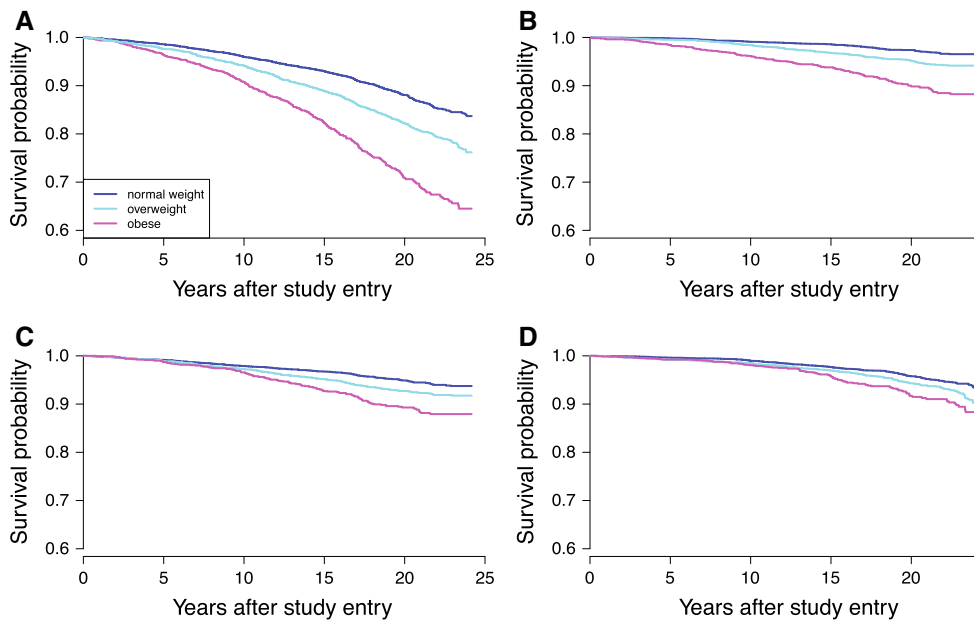 A
Survival probability
1.0
0.9
0.8
0.7
0.6
normal weight
overweight
obese
0 5 10 15 20 25
Years after study entry
B
Survival probability
1.0
0.9
0.8
0.7
0.6
0 5 10 15 20
Years after study entry
C
Survival probability
1.0
0.9
0.8
0.7
0.6
0 5 10 15 20 25
Years after study entry
D
Survival probability
1.0
0.9
0.8
0.7
0.6
0 5 10 15 20
Years after study entry